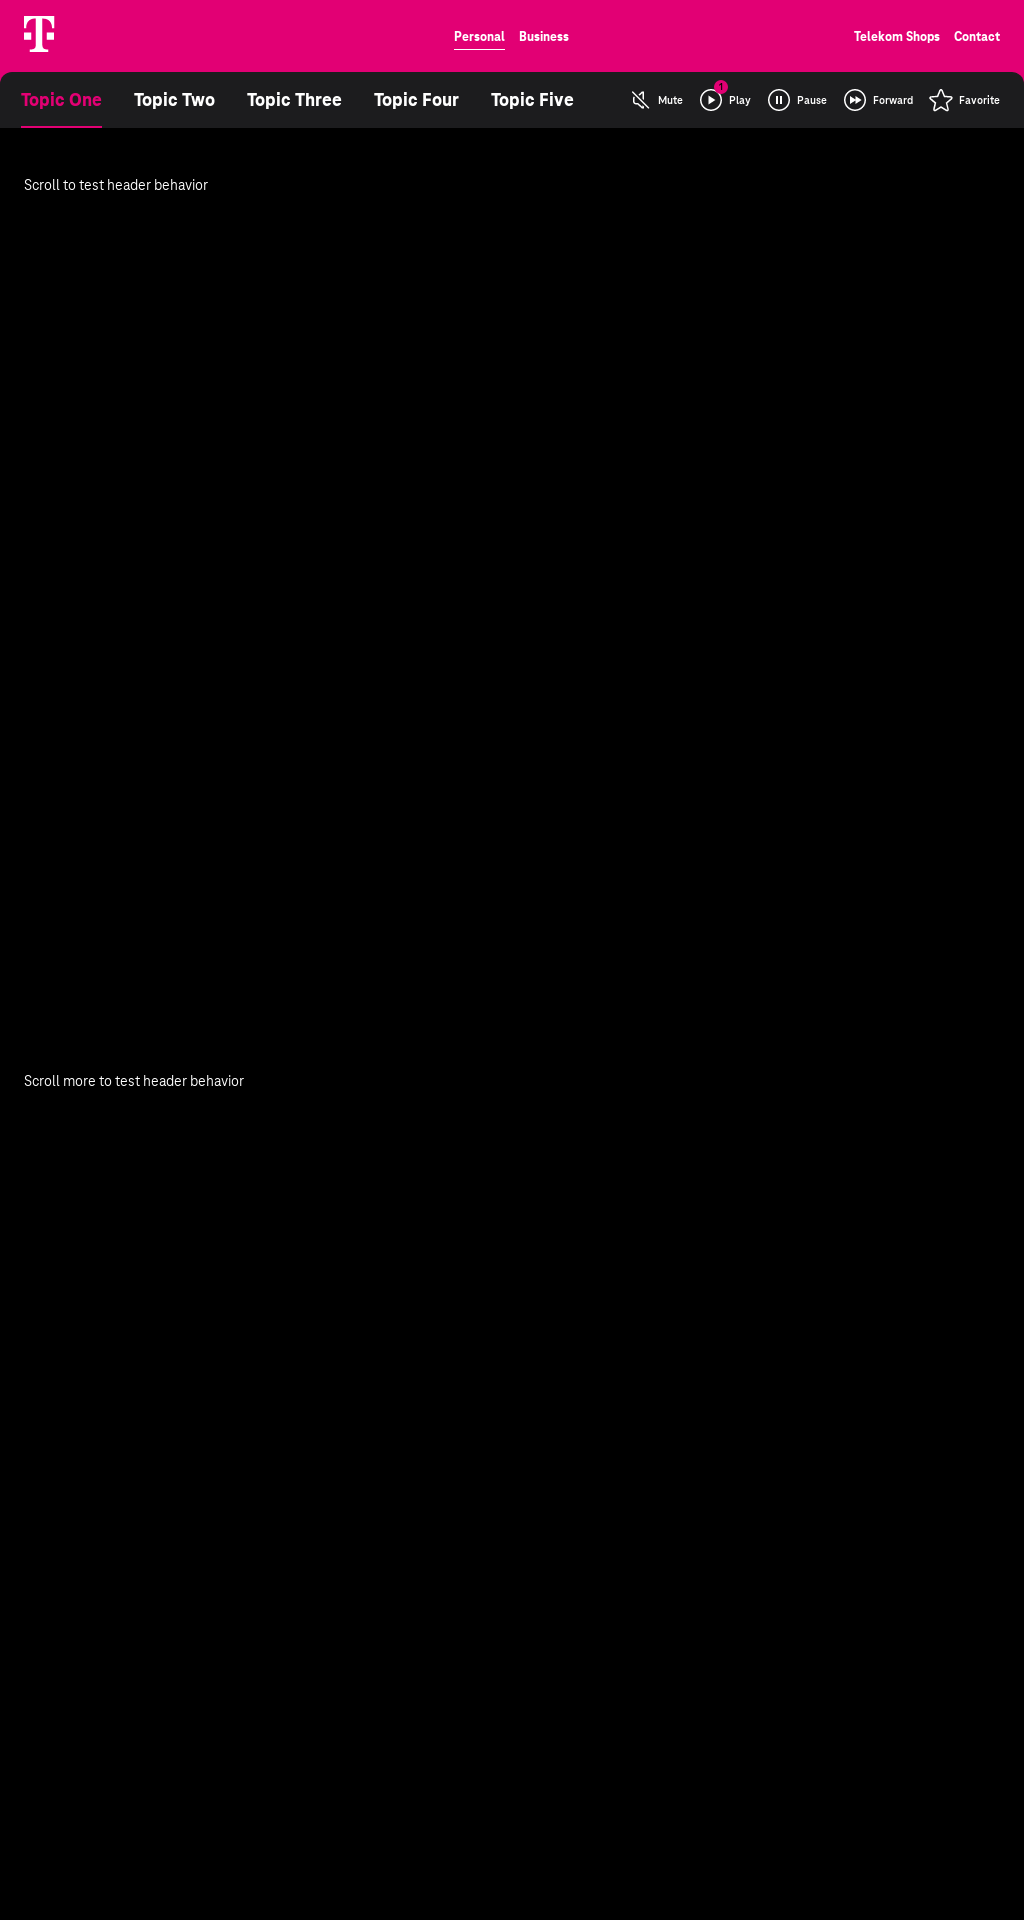 Personal Business Telekom Shops Contact
Topic One Topic Two Topic Three Topic Four Topic Five Mute Play Pause Forward Favorite
Scroll to test header behavior
Scroll more to test header behavior